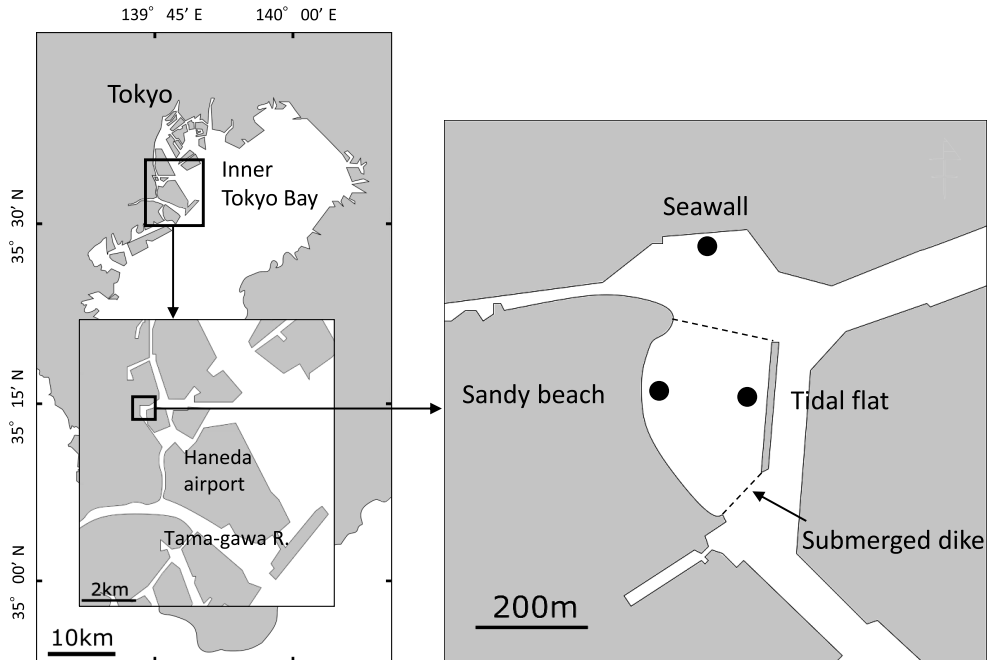 139° 45’ E 140° 00’ E
Tokyo
Inner
Tokyo Bay
35° 30’ N
35° 15’ N
35° 00’ N
Haneda
airport
Tama-gawa R.
2km
10km
Seawall
Sandy beach
Tidal flat
Submerged dike
200m